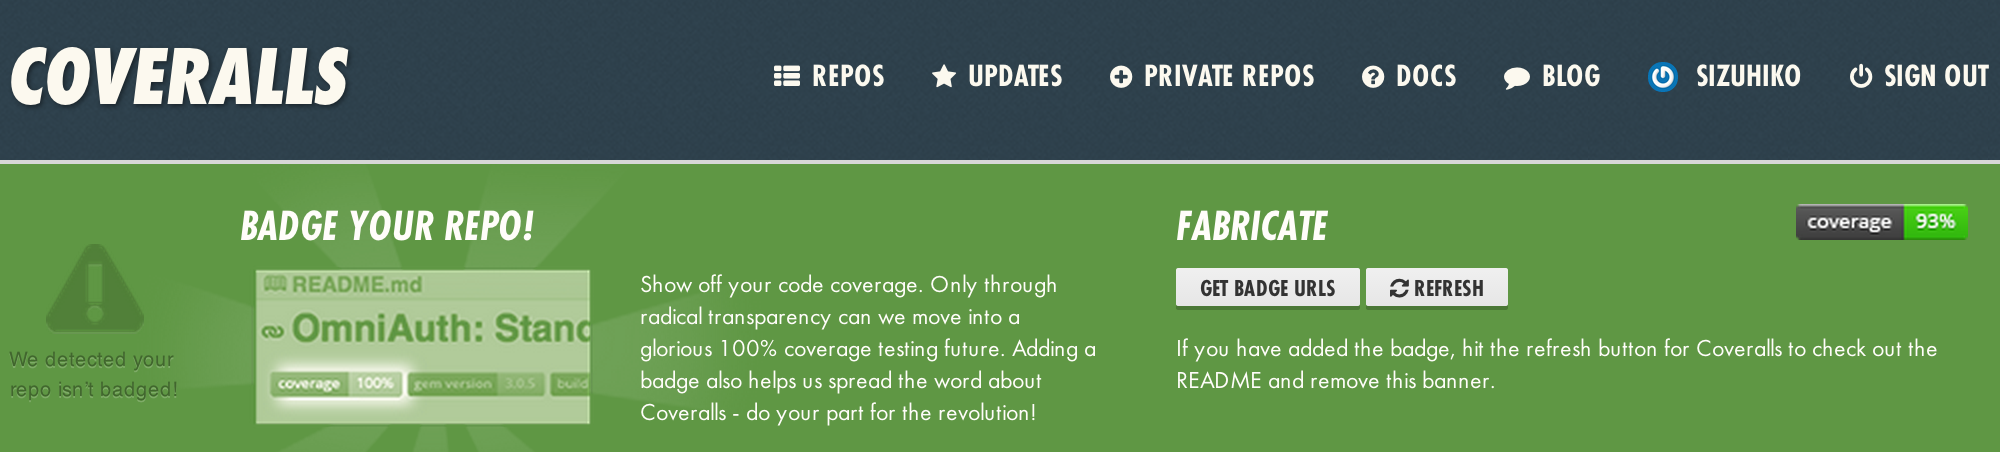 COVERALLS
REPOS
UPDATES
PRIVATE REPOS
DOCS
BLOG
SIZUHIKO
SIGN OUT
We detected your
repo isn't badged!
BADGE YOUR REPO!
README.md
OmniAuth: Stand
coverage 100% gem version 3.0.5 build
Show off your code coverage. Only through
radical transparency can we move into a
glorious 100% coverage testing future. Adding a
badge also helps us spread the word about
Coveralls - do your part for the revolution!
FABRICATE
coverage 93%
GET BADGE URLS
REFRESH
If you have added the badge, hit the refresh button for Coveralls to check out the
README and remove this banner.